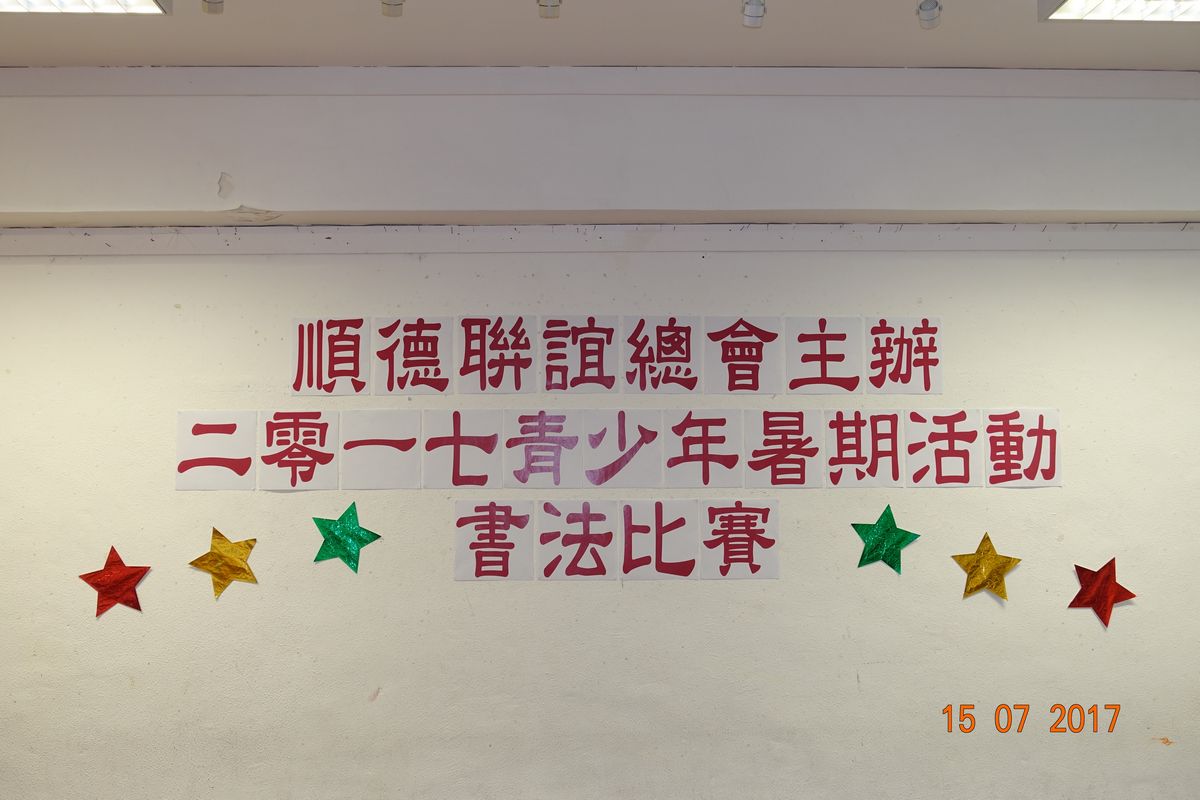 順德聯誼總會主辦
二零一七青少年暑期活動
書法比賽
15 07 2017